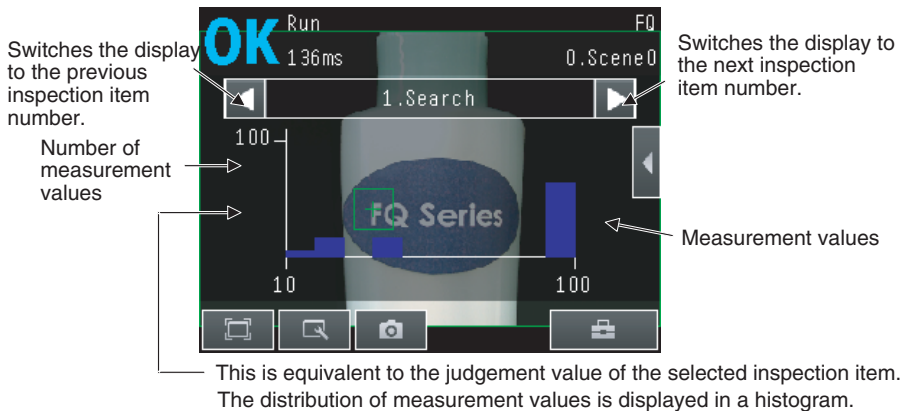 Run
FQ
OK
136ms
0.Scene0
Switches the display
to the previous
inspection item
number.
Switches the display to
the next inspection
item number.
1.Search
100
Number of
measurement
values
FQ Series
Measurement values
10
100
This is equivalent to the judgement value of the selected inspection item.
The distribution of measurement values is displayed in a histogram.